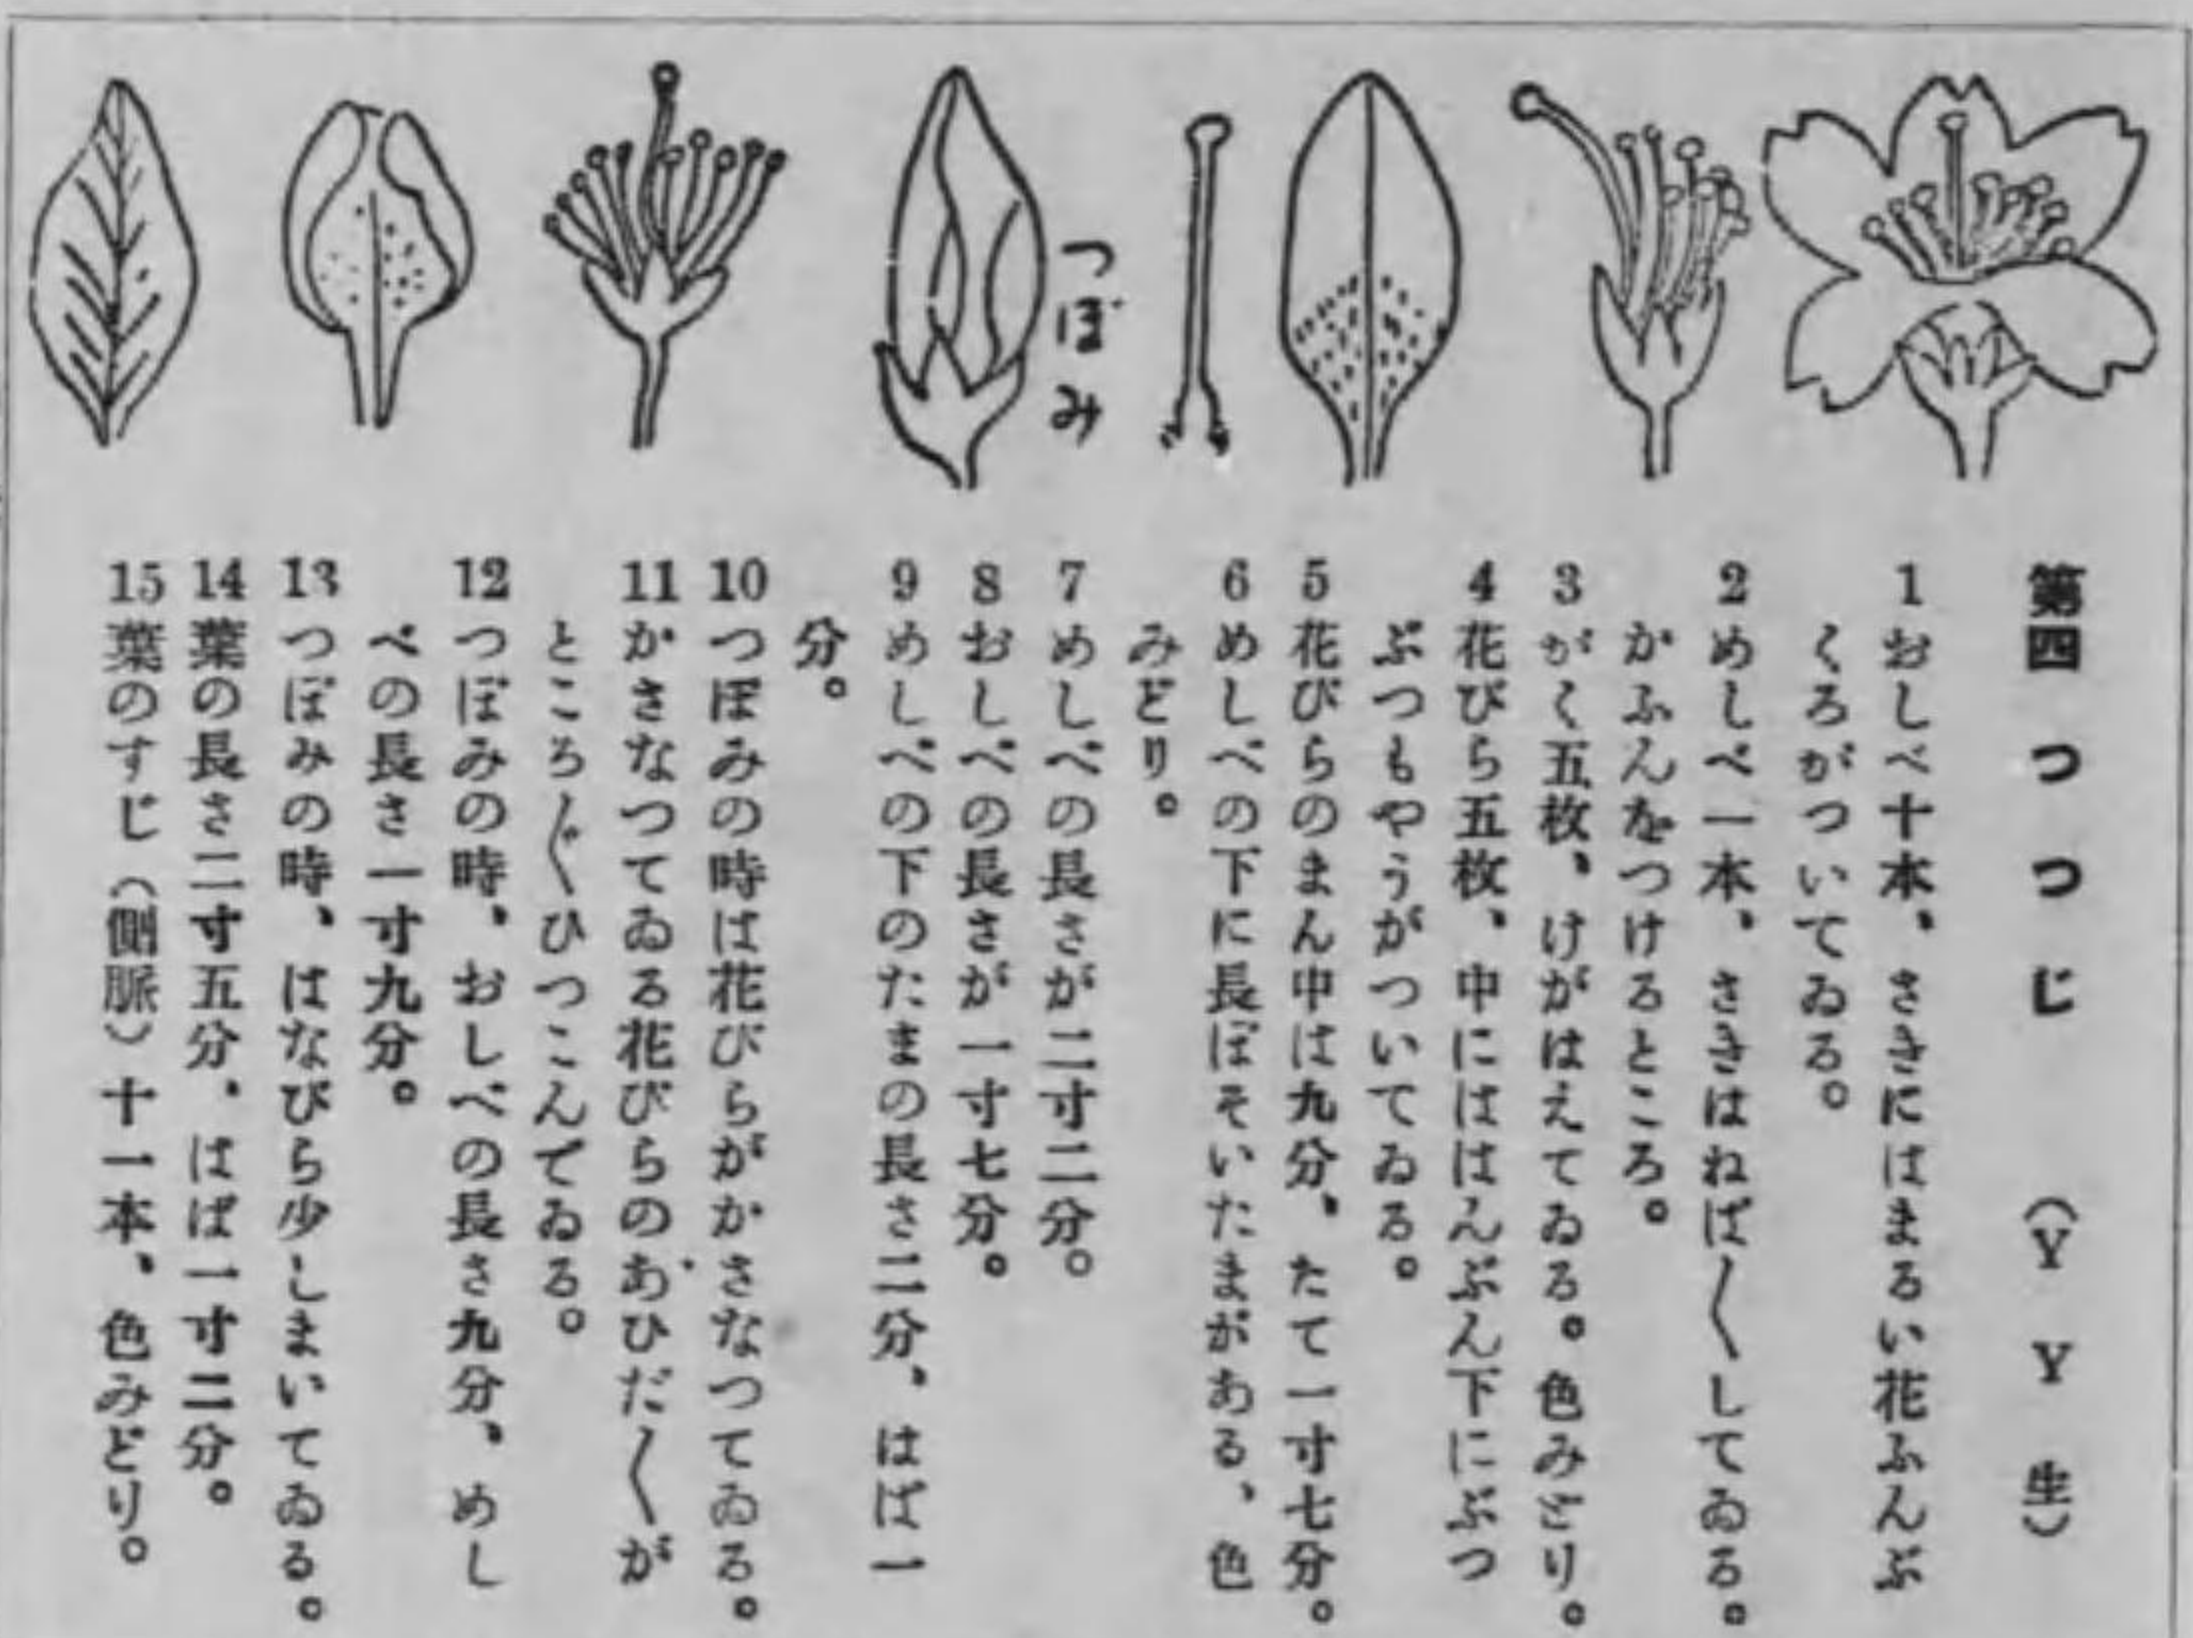 つぼみ
第四 つつじ (Y Y 生)
1 おしべ十本、さきにはまるい花ふんぶ
くろがついてゐる。
2 めしべ一本、さきはねば〱してゐる。
かふんをつけるところ。
3 がく五枚、けがはえてゐる。色みどり。
4 花びら五枚、中にははんぶん下にぶつ
ぶつもやうがついてゐる。
5 花びらのまん中は九分、たて一寸七分。
6 めしべの下に長ぼそいたまがある、色
みどり。
7 めしべの長さが二寸二分。
8 おしべの長さが一寸七分。
9 めしべの下のたまの長さ二分、はば一
分。
10 つぼみの時は花びらがかさなつてゐる。
11 かさなつてゐる花びらのあひだ〱が
ところ〲ひつこんでゐる。
12 つぼみの時、おしべの長さ九分、めし
べの長さ一寸九分。
13 つぼみの時、はなびら少しまいてゐる。
14 葉の長さ二寸五分、はば一寸二分。
15 葉のすじ(側脈)十一本、色みどり。